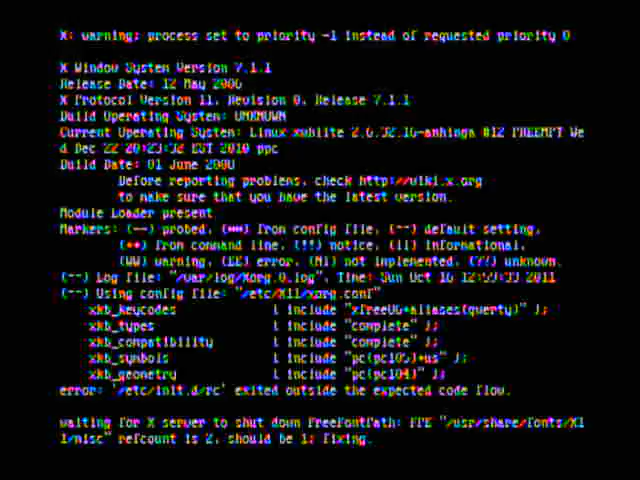 X: warning; process set to priority -1 instead of requested priority 0
X Window System Version 7.1.1
Release Date: 12 May 2006
X Protocol Version 11, Revision 0, Release 7.1.1
Build Operating System: UNKNOWN
Current Operating System: Linux 2.6.32.16-anhinga #12 PREEMPT We
d Dec 22 20:23:32 EST 2010 ppc
Build Date: 01 June
Before reporting problems, check http://wiki.x.org
to make sure that you have the latest version.
Module Loader present
Markers: (--) probed, (**) from config file, (==) default setting,
(++) from command line, (!!) notice, (II) informational,
(WW) warning, (EE) error, (NI) not implemented, (??) unknown.
(==) Log file: "/var/log/Xorg.0.log", Time: Sun Oct 16 12:59:33 2011
(==) Using config file: "/etc/X11/xorg.conf"
xkb_keycodes { include "xfree86+aliases(qwerty)" };
xkb_types { include "complete" };
xkb_compatibility { include "complete" };
xkb_symbols { include "pc(pc105)+us" };
xkb_geometry { include "pc(pc104)" };
error: '/etc/init.d/rc' exited outside the expected code flow.
waiting for X server to shut down FreeFontPath: FPE "/usr/share/fonts/X1
1/misc" refcount is 2, should be 1; fixing.